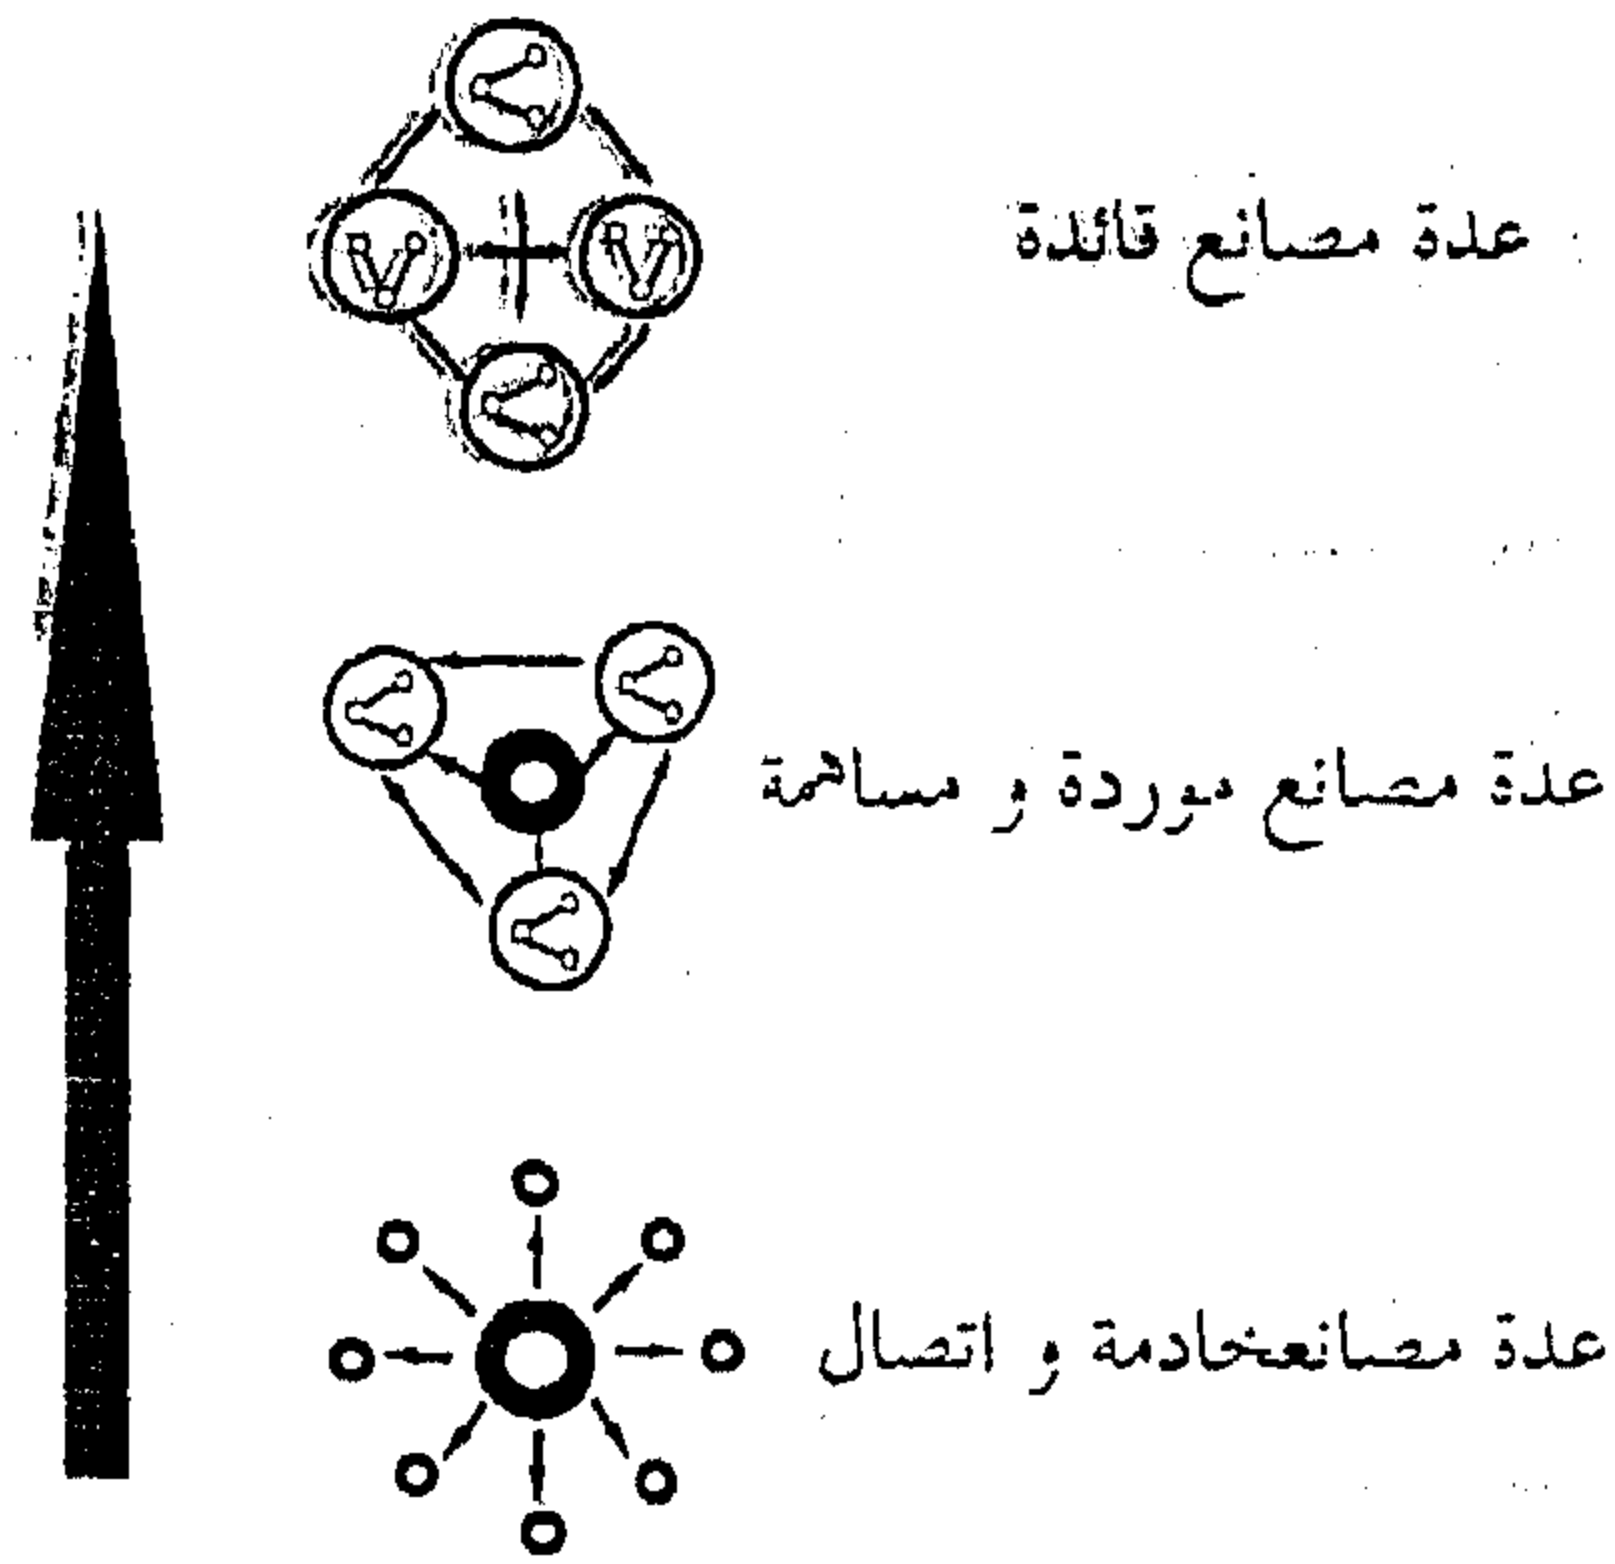 عدة مصانع قائدة
عدة مصانع موردة و مساهمة
عدة مصانعخادمة و اتصال